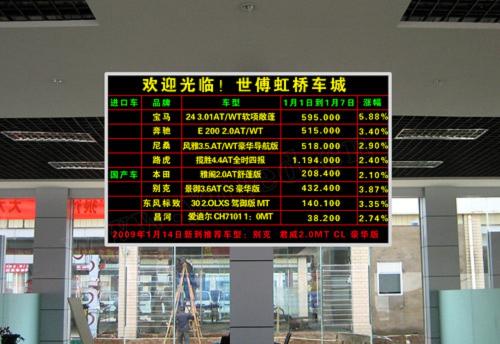 欢迎光临！世傅虹桥车城
进口车 品牌 车型 1月1日到1月7日 涨幅
宝马 24 3.01AT/WT软顶敞篷 595.000 5.88%
奔驰 E 200 2.0AT/WT 515.000 3.40%
尼桑 风雅3.5.AT/WT豪华导航版 518.000 2.90%
路虎 揽胜4.4AT全时四报 1.194.000 2.40%
国产车 本田 雅阁2.0AT舒蓬版 208.400 2.10%
别克 景御3.6AT CS 豪华版 432.400 3.87%
东风标致 30 2.OLXS 驾御版 MT 140.100 3.35%
昌河 爱迪尔 CH7101 1：0MT 38.200 2.74%
2009年1月14日新到推荐车型：别克 君威2.0MT CL 豪华版